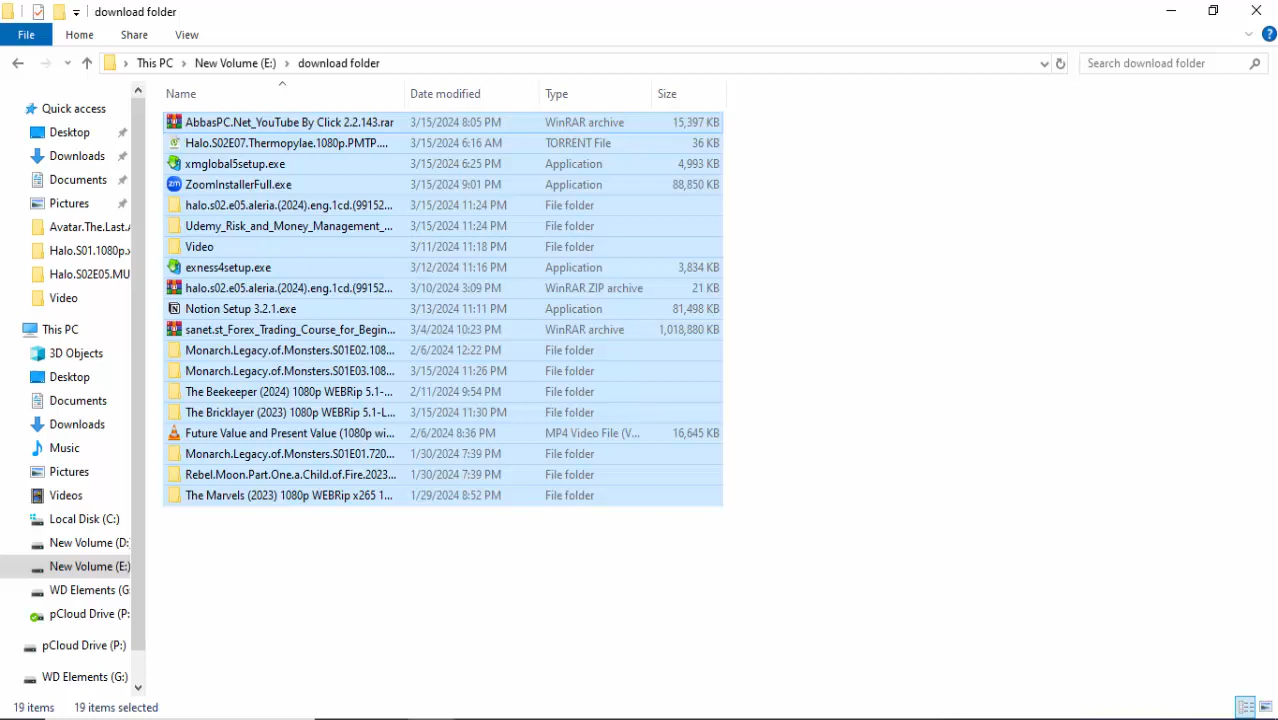 download folder
File Home Share View
This PC New Volume (E:) download folder
Search download folder
Name Date modified Type Size
Quick access
Desktop
Downloads
Documents
Pictures
Avatar.The.Last.A
Halo.S01.1080p.x
Halo.S02E05.MU
Video
This PC
3D Objects
Desktop
Documents
Downloads
Music
Pictures
Videos
Local Disk (C:)
New Volume (D:
New Volume (E:)
WD Elements (G
pCloud Drive (P:
pCloud Drive (P:)
WD Elements (G:)
AbbasPC.Net_YouTube By Click 2.2.143.rar 3/15/2024 8:05 PM WinRAR archive 15,397 KB
Halo.S02E07.Thermopylae.1080p.PMTP.... 3/15/2024 6:16 AM TORRENT File 36 KB
xmglobal5setup.exe 3/15/2024 6:25 PM Application 4,993 KB
zm ZoomInstallerFull.exe 3/15/2024 9:01 PM Application 88,850 KB
halo.s02.e05.aleria.(2024).eng.1cd.(99152... 3/15/2024 11:24 PM File folder
Udemy_Risk_and_Money_Management_... 3/15/2024 11:24 PM File folder
Video 3/11/2024 11:18 PM File folder
exness4setup.exe 3/12/2024 11:16 PM Application 3,834 KB
halo.s02.e05.aleria.(2024).eng.1cd.(99152... 3/10/2024 3:09 PM WinRAR ZIP archive 21 KB
Notion Setup 3.2.1.exe 3/13/2024 11:11 PM Application 81,498 KB
sanet.st_Forex_Trading_Course_for_Begin... 3/4/2024 10:23 PM WinRAR archive 1,018,880 KB
Monarch.Legacy.of.Monsters.S01E02.108... 2/6/2024 12:22 PM File folder
Monarch.Legacy.of.Monsters.S01E03.108... 3/15/2024 11:26 PM File folder
The Beekeeper (2024) 1080p WEBRip 5.1-... 2/11/2024 9:54 PM File folder
The Bricklayer (2023) 1080p WEBRip 5.1-L... 3/15/2024 11:30 PM File folder
Future Value and Present Value (1080p wi... 2/6/2024 8:36 PM MP4 Video File (V... 16,645 KB
Monarch.Legacy.of.Monsters.S01E01.720... 1/30/2024 7:39 PM File folder
Rebel.Moon.Part.One.a.Child.of.Fire.2023... 1/30/2024 7:39 PM File folder
The Marvels (2023) 1080p WEBRip x265 1... 1/29/2024 8:52 PM File folder
19 items 19 items selected